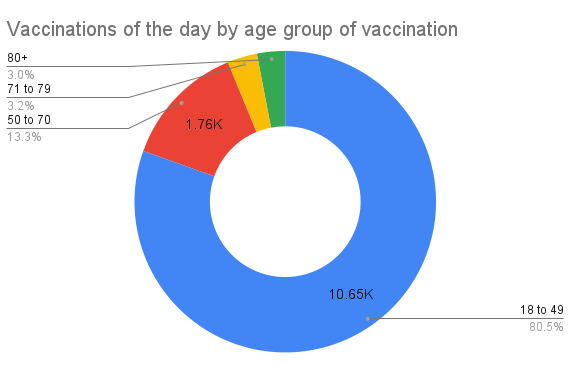 Vaccinations of the day by age group of vaccination
80+
3.0%
71 to 79
3.2%
50 to 70
13.3%
1.76K
10.65K
18 to 49
80.5%